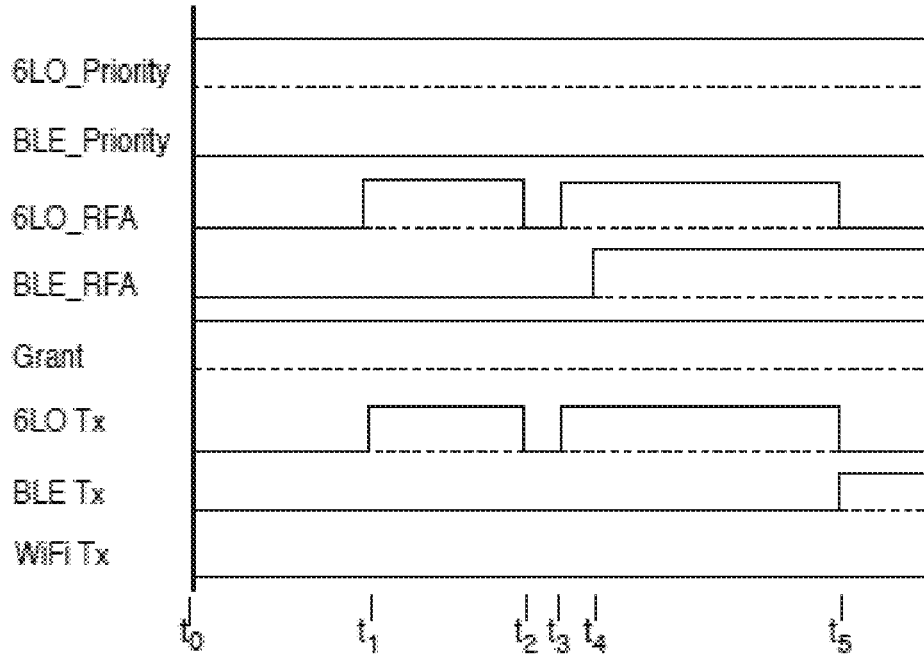 6LO_Priority
BLE_Priority
6LO_RFA
BLE_RFA
Grant
6LO Tx
BLE Tx
WiFi Tx
t0 t1 t2 t3 t4 t5